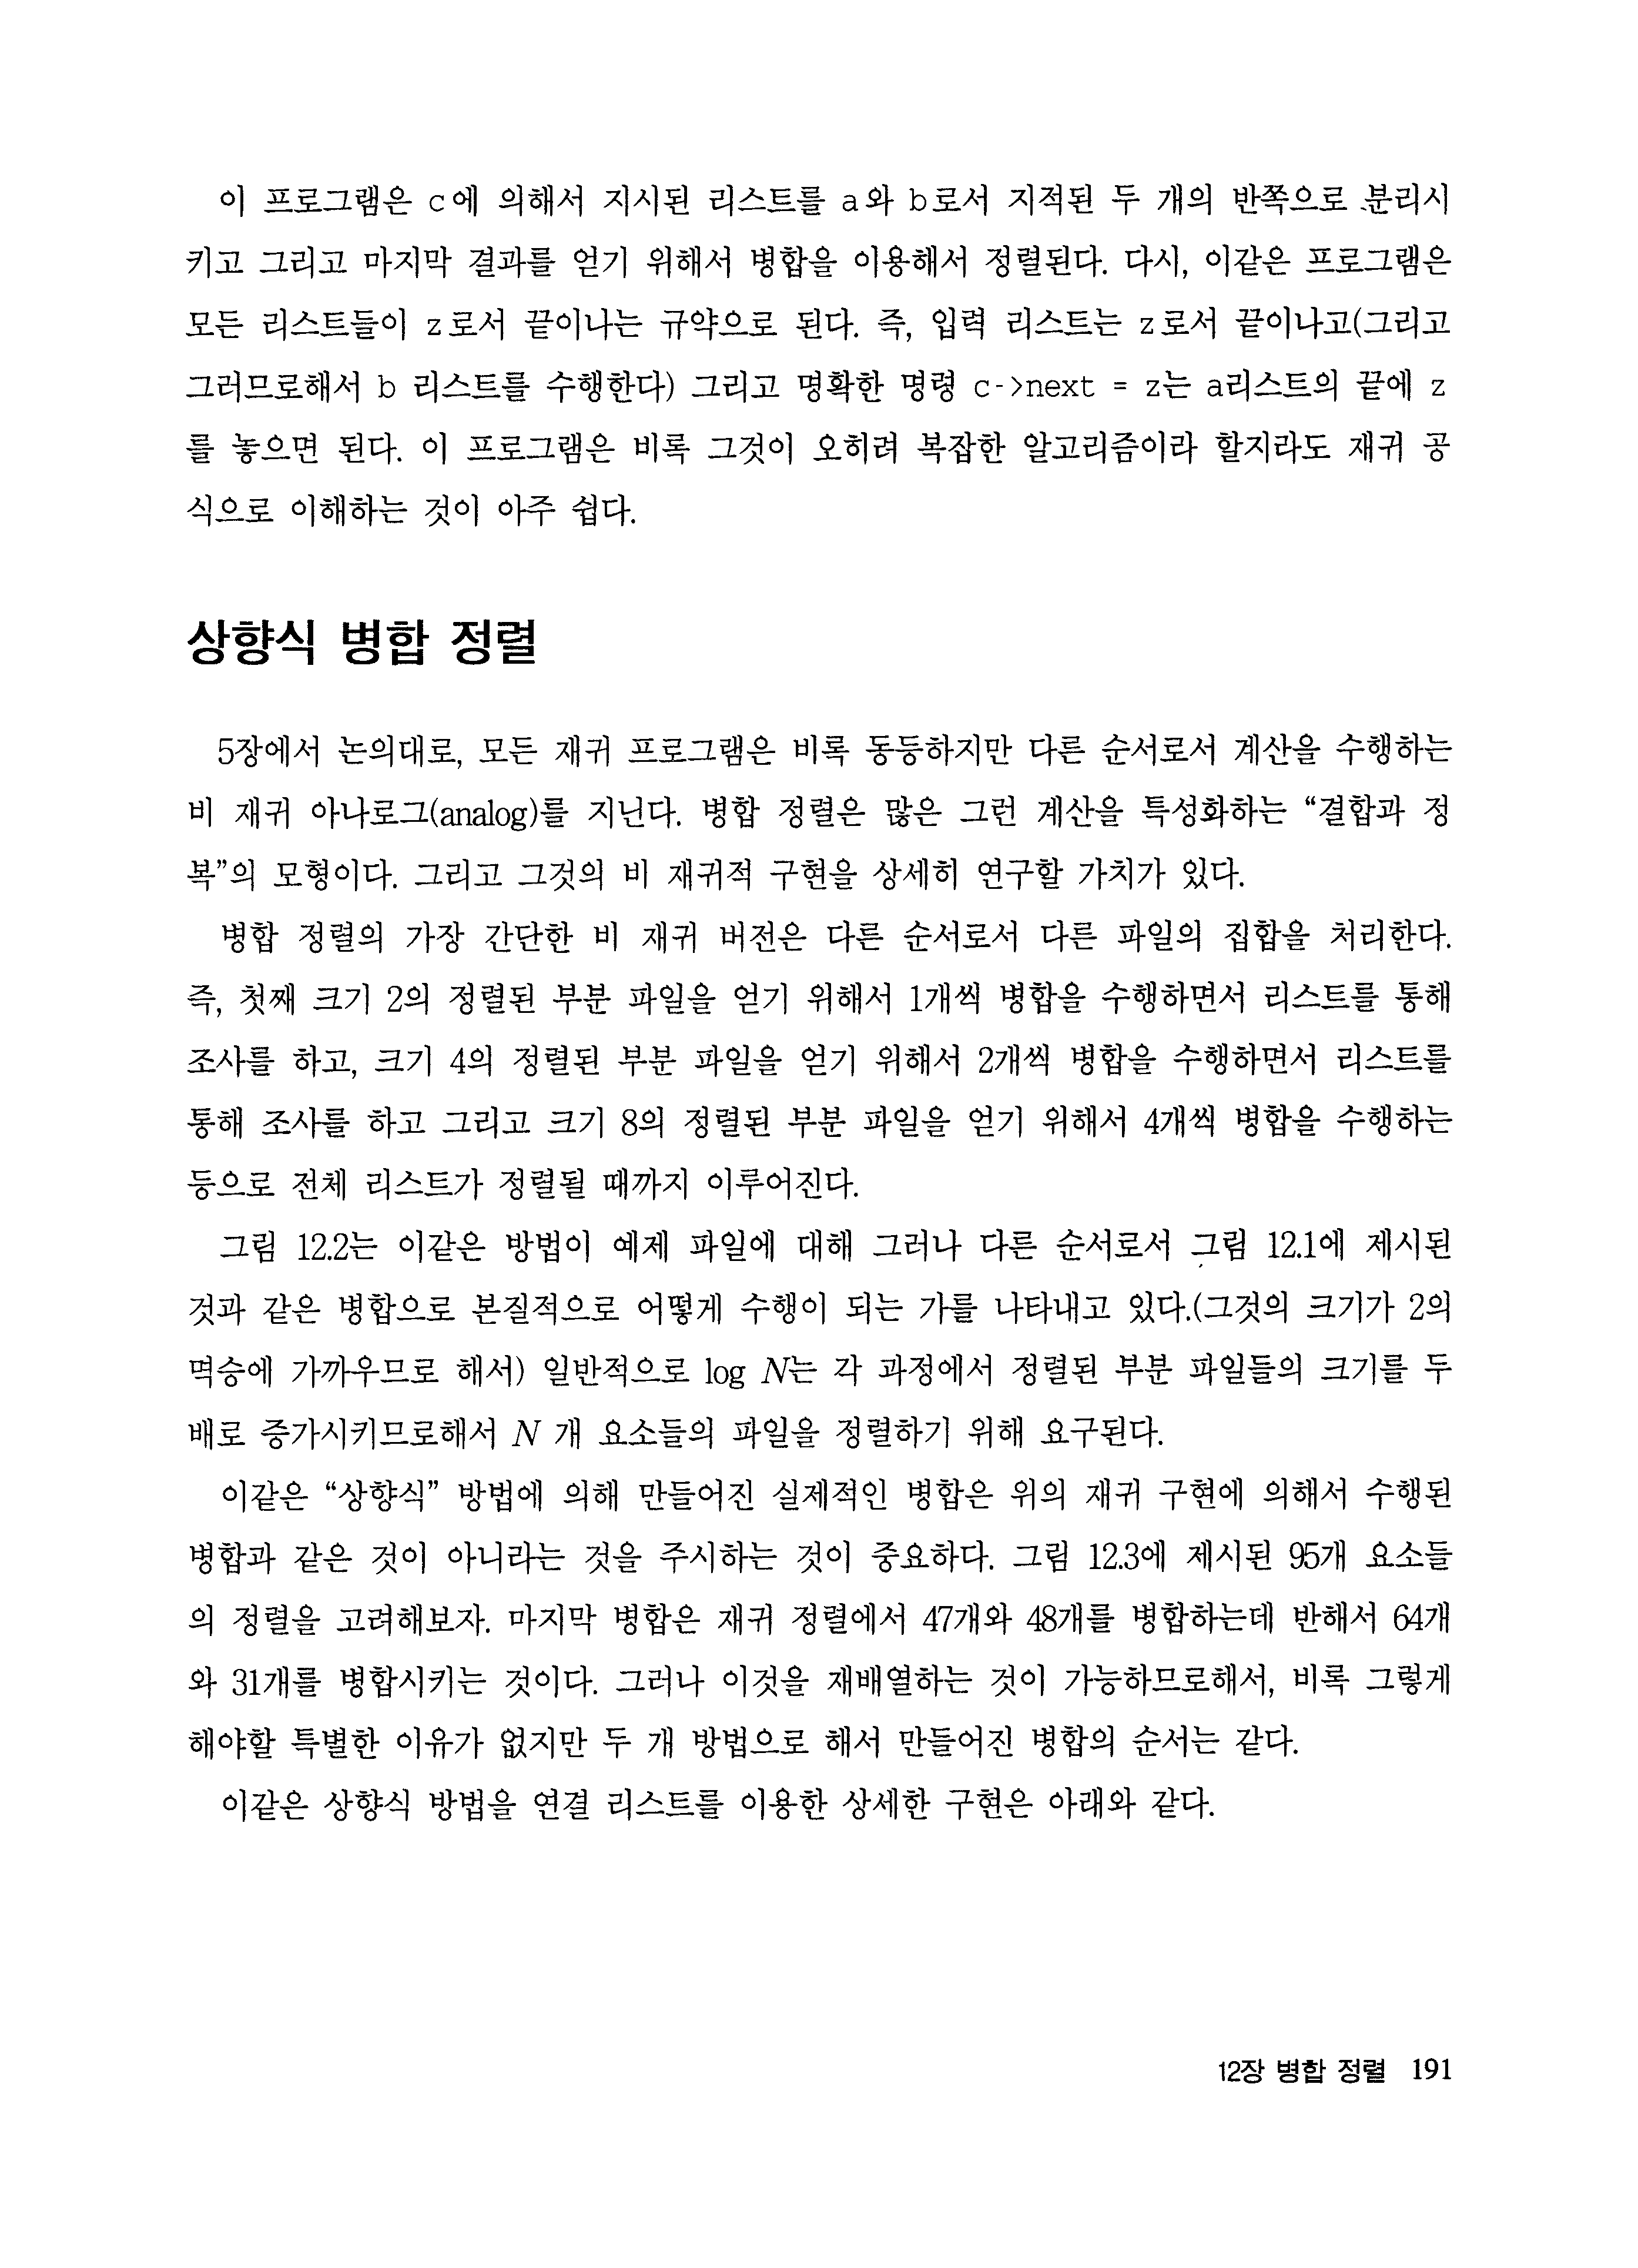 이 프로그램은 c에 의해서 지시된 리스트를 a와 b로서 지적된 두 개의 반쪽으로 분리시
키고 그리고 마지막 결과를 얻기 위해서 병합을 이용해서 정렬된다. 다시, 이같은 프로그램은
모든 리스트들이 z로서 끝이나는 규약으로 된다. 즉, 입력 리스트는 z로서 끝이나고(그리고
그러므로해서 b 리스트를 수행한다) 그리고 명확한 명령 c->next = z는 a리스트의 끝에 z
를 놓으면 된다. 이 프로그램은 비록 그것이 오히려 복잡한 알고리즘이라 할지라도 재귀 공
식으로 이해하는 것이 아주 쉽다.
상향식 병합 정렬
5장에서 논의대로, 모든 재귀 프로그램은 비록 동등하지만 다른 순서로서 계산을 수행하는
비 재귀 아나로그(analog)를 지닌다. 병합 정렬은 많은 그런 계산을 특성화하는 “결합과 정
복”의 모형이다. 그리고 그것의 비 재귀적 구현을 상세히 연구할 가치가 있다.
병합 정렬의 가장 간단한 비 재귀 버전은 다른 순서로서 다른 파일의 집합을 처리한다.
즉, 첫째 크기 2의 정렬된 부분 파일을 얻기 위해서 1개씩 병합을 수행하면서 리스트를 통해
조사를 하고, 크기 4의 정렬된 부분 파일을 얻기 위해서 2개씩 병합을 수행하면서 리스트를
통해 조사를 하고 그리고 크기 8의 정렬된 부분 파일을 얻기 위해서 4개씩 병합을 수행하는
등으로 전체 리스트가 정렬될 때까지 이루어진다.
그림 12.2는 이같은 방법이 예제 파일에 대해 그러나 다른 순서로서 그림 12.1에 제시된
것과 같은 병합으로 본질적으로 어떻게 수행이 되는 가를 나타내고 있다.(그것의 크기가 2의
멱승에 가까우므로 해서) 일반적으로 log N는 각 과정에서 정렬된 부분 파일들의 크기를 두
배로 증가시키므로해서 N 개 요소들의 파일을 정렬하기 위해 요구된다.
이같은 “상향식” 방법에 의해 만들어진 실제적인 병합은 위의 재귀 구현에 의해서 수행된
병합과 같은 것이 아니라는 것을 주시하는 것이 중요하다. 그림 12.3에 제시된 95개 요소들
의 정렬을 고려해보자. 마지막 병합은 재귀 정렬에서 47개와 48개를 병합하는데 반해서 64개
와 31개를 병합시키는 것이다. 그러나 이것을 재배열하는 것이 가능하므로해서, 비록 그렇게
해야할 특별한 이유가 없지만 두 개 방법으로 해서 만들어진 병합의 순서는 같다.
이같은 상향식 방법을 연결 리스트를 이용한 상세한 구현은 아래와 같다.
12장 병합 정렬 191